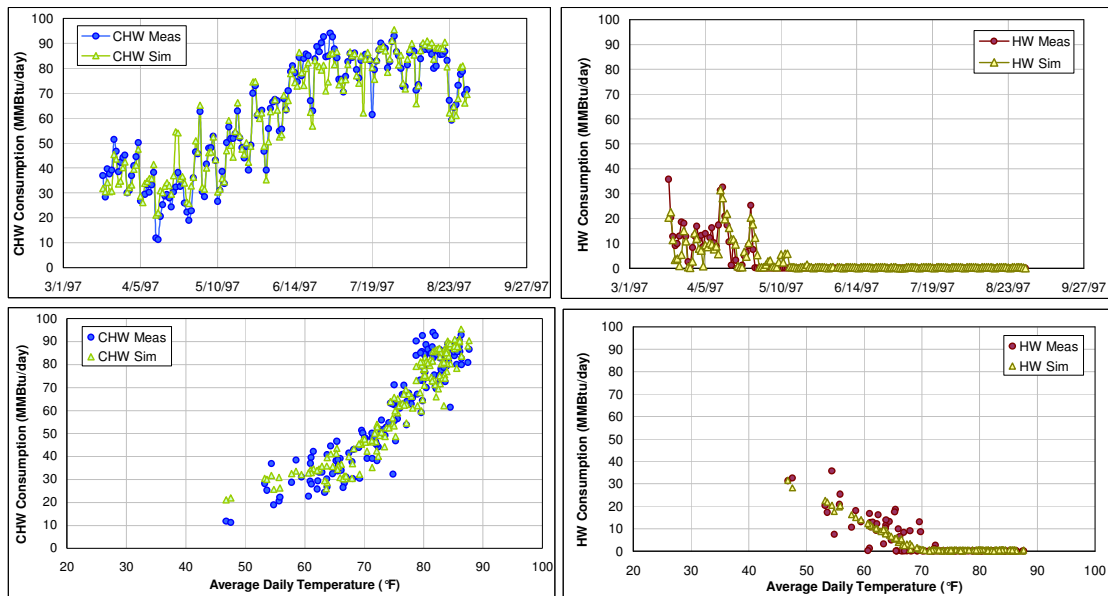 CHW Consumption (MMBtu/day)
100
90
80
70
60
50
40
30
20
10
0
CHW Meas
CHW Sim
3/1/97 4/5/97 5/10/97 6/14/97 7/19/97 8/23/97 9/27/97
HW Consumption (MMBtu/day)
100
90
80
70
60
50
40
30
20
10
0
HW Meas
HW Sim
3/1/97 4/5/97 5/10/97 6/14/97 7/19/97 8/23/97 9/27/97
CHW Consumption (MMBtu/day)
100
90
80
70
60
50
40
30
20
10
0
CHW Meas
CHW Sim
20 30 40 50 60 70 80 90 100
Average Daily Temperature (°F)
HW Consumption (MMBtu/day)
100
90
80
70
60
50
40
30
20
10
0
HW Meas
HW Sim
20 30 40 50 60 70 80 90 100
Average Daily Temperature (°F)